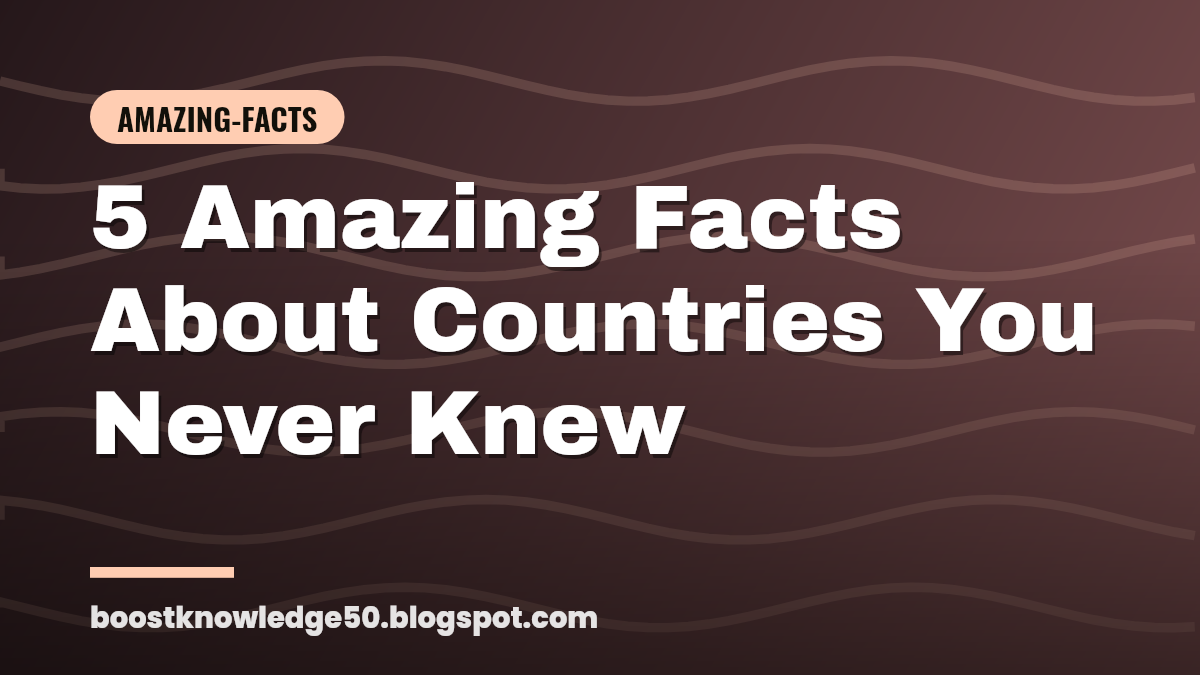 AMAZING-FACTS
5 Amazing Facts
About Countries You
Never Knew
boostknowledge50.blogspot.com